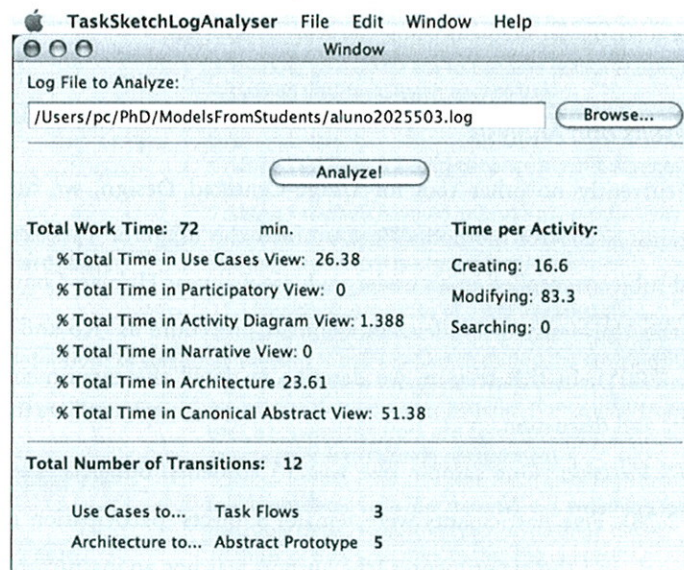 TaskSketchLogAnalyser File Edit Window Help
Window
Log File to Analyze:
/Users/pc/PhD/ModelsFromStudents/aluno2025503.log Browse...
Analyze!
Total Work Time: 72 min. Time per Activity:
% Total Time in Use Cases View: 26.38 Creating: 16.6
% Total Time in Participatory View: 0 Modifying: 83.3
% Total Time in Activity Diagram View: 1.388 Searching: 0
% Total Time in Narrative View: 0
% Total Time in Architecture 23.61
% Total Time in Canonical Abstract View: 51.38
Total Number of Transitions: 12
Use Cases to... Task Flows 3
Architecture to... Abstract Prototype 5